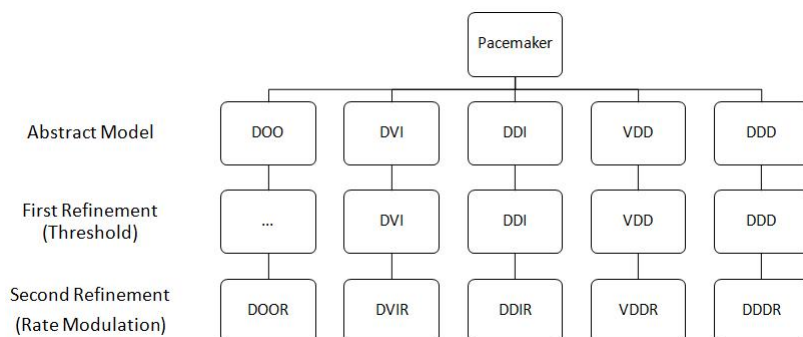 Pacemaker
Abstract Model
DOO
DVI
DDI
VDD
DDD
First Refinement
(Threshold)
...
DVI
DDI
VDD
DDD
Second Refinement
(Rate Modulation)
DOOR
DVIR
DDIR
VDDR
DDDR